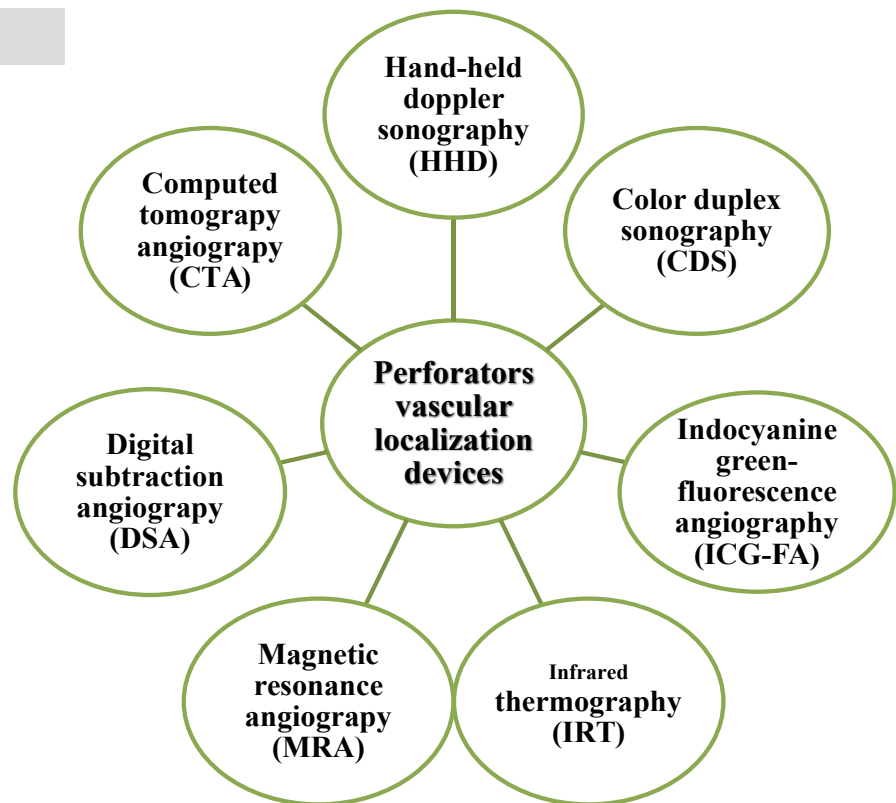 Hand-held
doppler
sonography
(HHD)
Color duplex
sonography
(CDS)
Indocyanine
green-
fluorescence
angiography
(ICG-FA)
Infrared
thermography
(IRT)
Magnetic
resonance
angiograpy
(MRA)
Digital
subtraction
angiograpy
(DSA)
Computed
tomograpy
angiograpy
(CTA)
Perforators
vascular
localization
devices